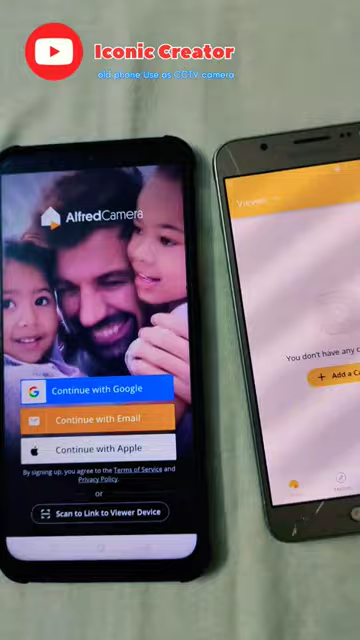 Iconic Creator
old phone Use as CCTV camera
AlfredCamera
Continue with Google
Continue with Email
Continue with Apple
By signing up, you agree to the Terms of Service and
Privacy Policy.
or
Scan to Link to Viewer Device
Viewer
You don't have any c
+ Add a Ca